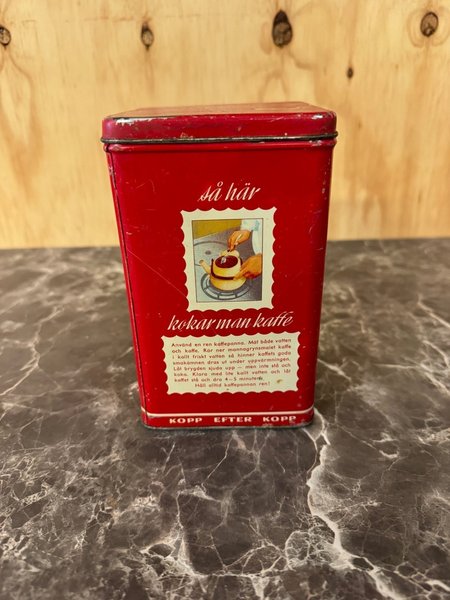 så här
kokar man kaffe
Använd en ren kaffepanna. Mät både vatten
och kaffe. Rör ner mannagrynsmalet kaffe
i kallt friskt vatten så hinner kaffets goda
smakämnen dras ut under uppvärmningen.
Låt brygden sjuda upp — men inte stå och
koka. Klara med lite kallt vatten och låt
kaffet stå och dra 4–5 minuter.
Håll alltid kaffepannan ren!
KOPP EFTER KOPP